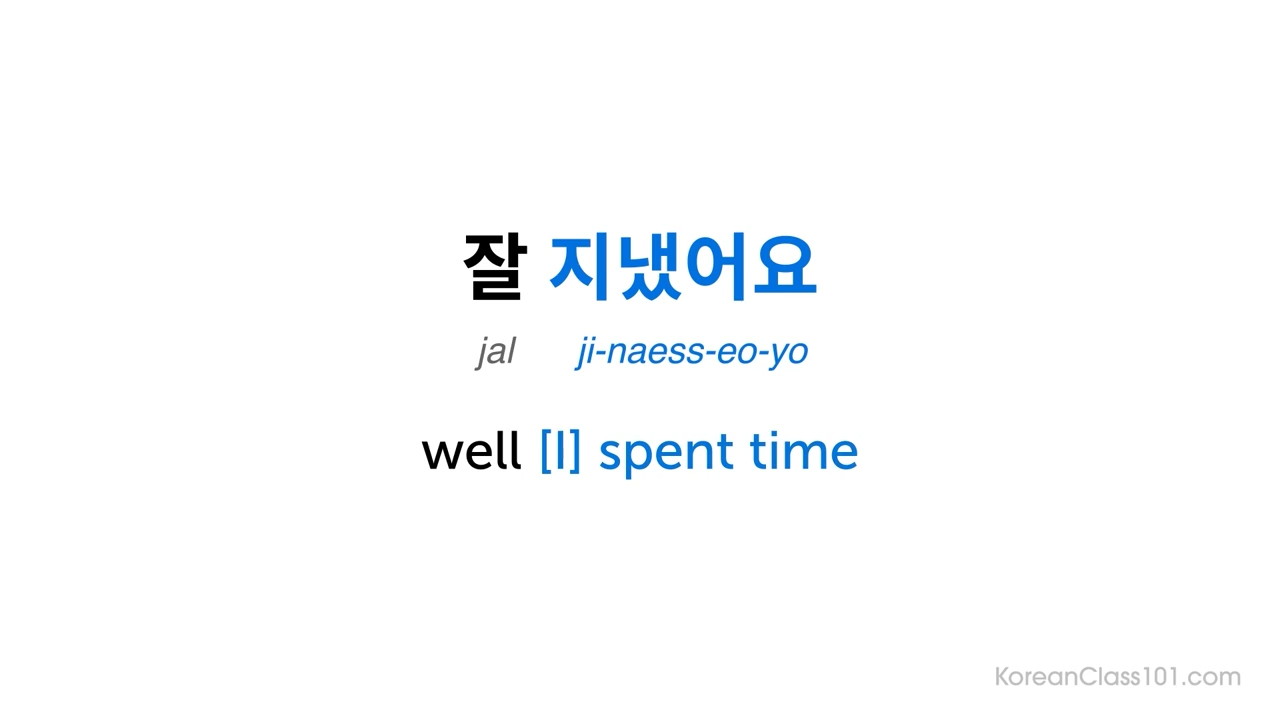 잘 지냈어요
jal ji-naess-eo-yo
well [I] spent time
KoreanClass101.com